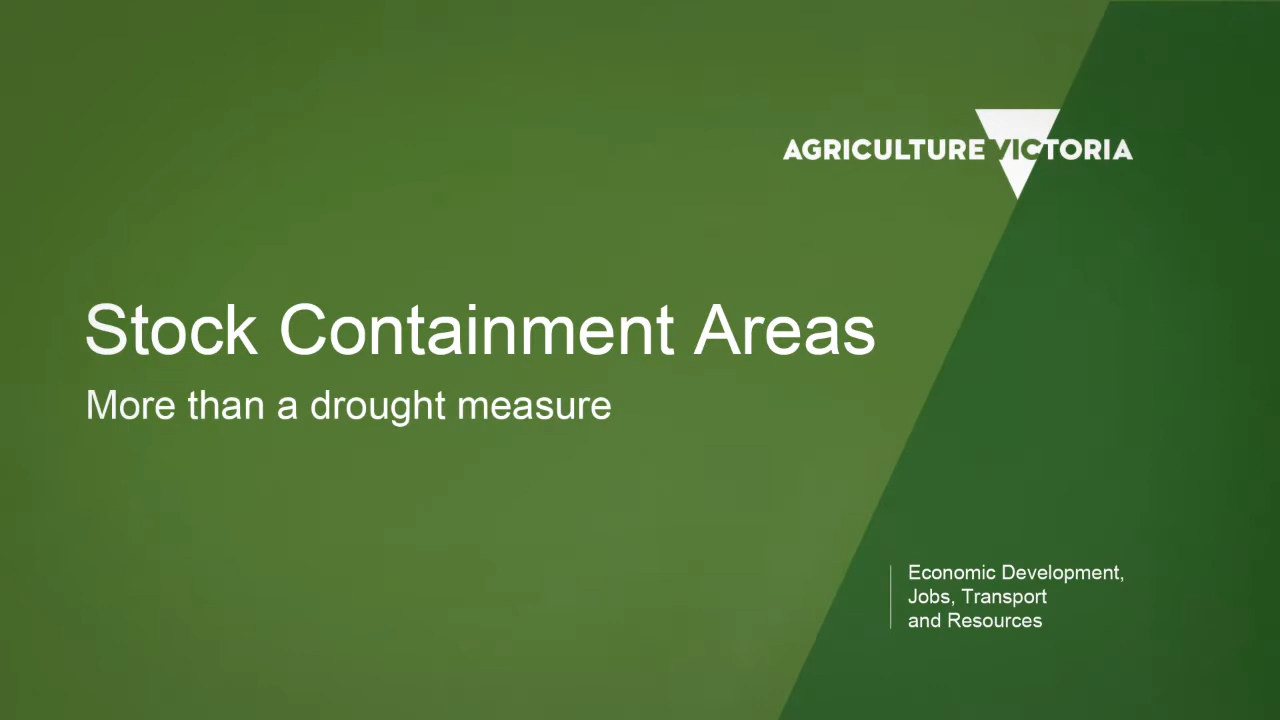 AGRICULTURE VICTORIA
Stock Containment Areas
More than a drought measure
Economic Development,
Jobs, Transport
and Resources